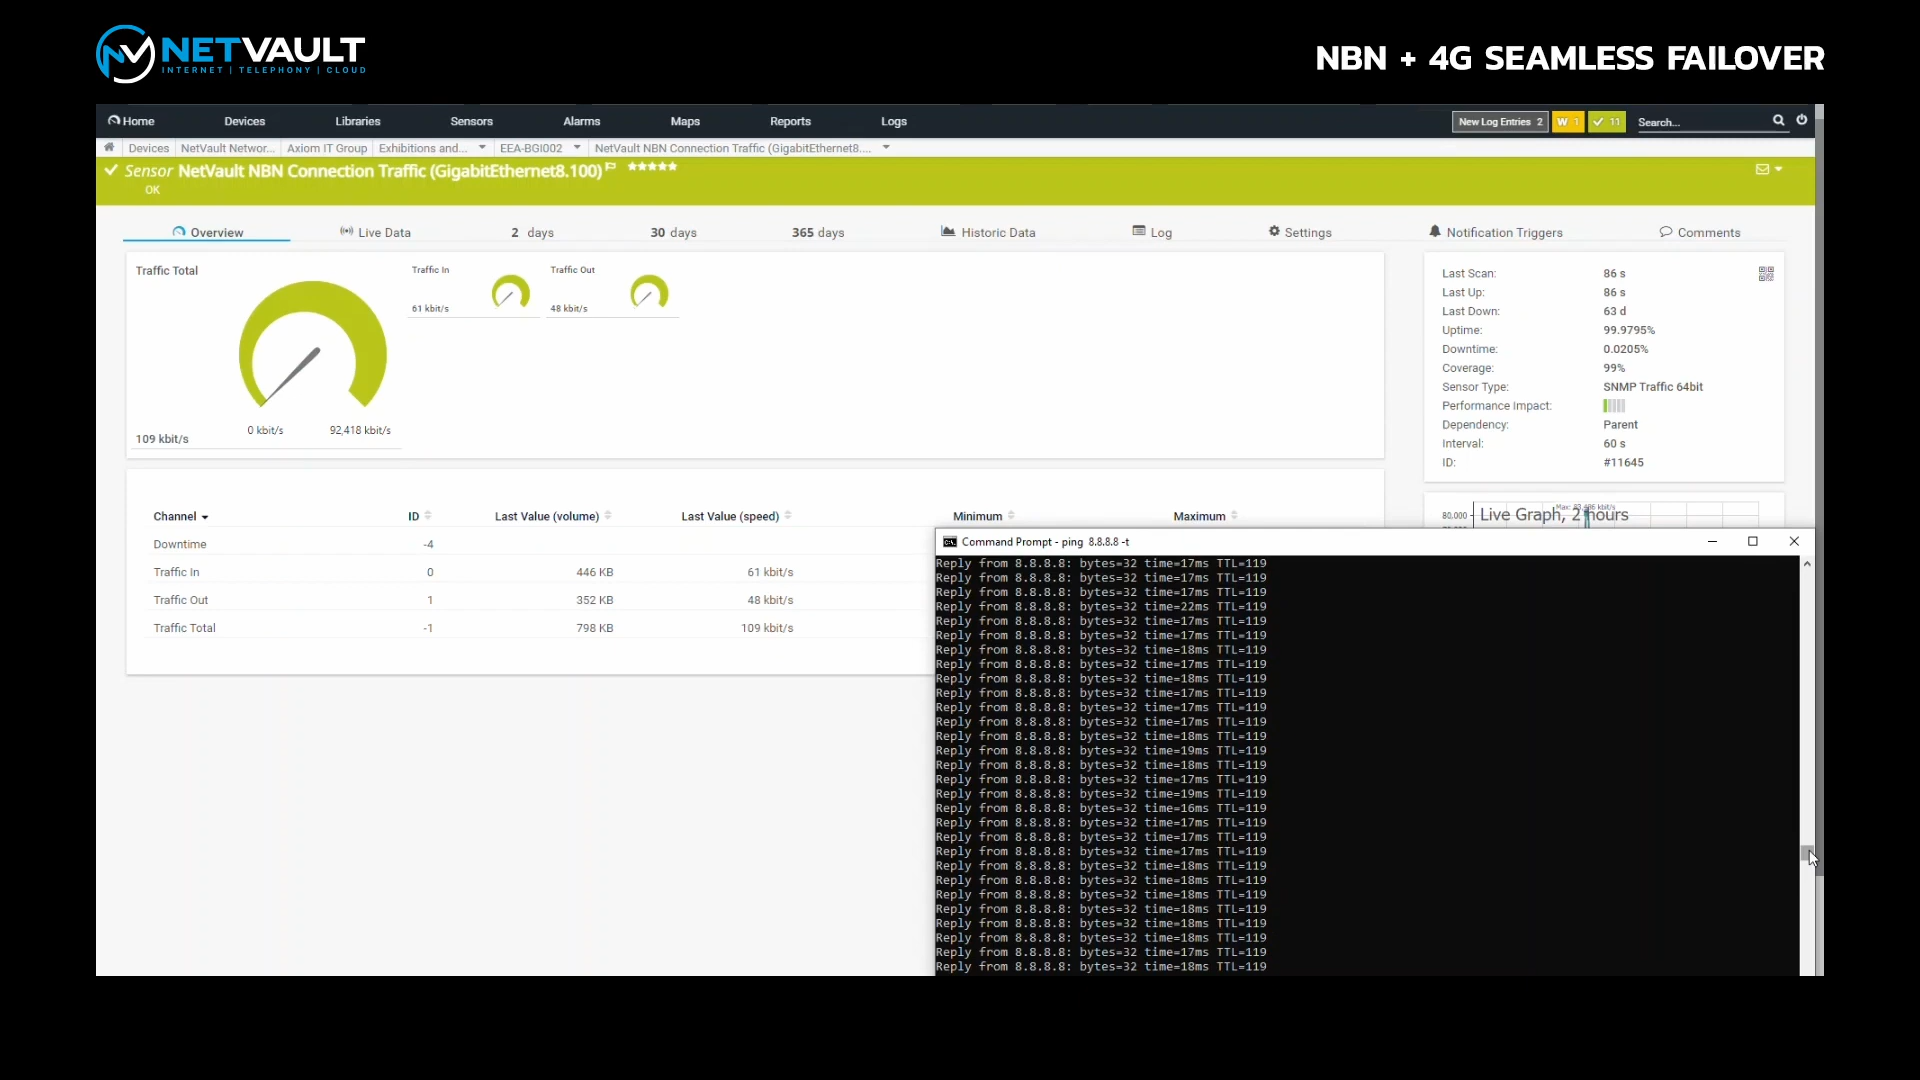 NETVAULT
INTERNET | TELEPHONY | CLOUD
NBN + 4G SEAMLESS FAILOVER
Home Devices Libraries Sensors Alarms Maps Reports Logs New Log Entries 2 W 1 11 Search...
Devices NetVault Networ... Axiom IT Group Exhibitions and... EEA-BGI002 NetVault NBN Connection Traffic (GigabitEthernet8....
Sensor NetVault NBN Connection Traffic (GigabitEthernet8.100)
OK
Overview Live Data 2 days 30 days 365 days Historic Data Log Settings Notification Triggers Comments
Traffic Total
109 kbit/s
0 kbit/s 92,418 kbit/s
Traffic In
61 kbit/s
Traffic Out
48 kbit/s
Last Scan: 86 s
Last Up: 86 s
Last Down: 63 d
Uptime: 99.9795%
Downtime: 0.0205%
Coverage: 99%
Sensor Type: SNMP Traffic 64bit
Performance Impact:
Dependency: Parent
Interval: 60 s
ID: #11645
Channel ID Last Value (volume) Last Value (speed) Minimum Maximum
Downtime -4
Traffic In 0 446 KB 61 kbit/s
Traffic Out 1 352 KB 48 kbit/s
Traffic Total -1 798 KB 109 kbit/s
80,000
Live Graph, 2 hours
Command Prompt - ping 8.8.8.8 -t
Reply from 8.8.8.8: bytes=32 time=17ms TTL=119
Reply from 8.8.8.8: bytes=32 time=17ms TTL=119
Reply from 8.8.8.8: bytes=32 time=17ms TTL=119
Reply from 8.8.8.8: bytes=32 time=22ms TTL=119
Reply from 8.8.8.8: bytes=32 time=17ms TTL=119
Reply from 8.8.8.8: bytes=32 time=17ms TTL=119
Reply from 8.8.8.8: bytes=32 time=18ms TTL=119
Reply from 8.8.8.8: bytes=32 time=17ms TTL=119
Reply from 8.8.8.8: bytes=32 time=18ms TTL=119
Reply from 8.8.8.8: bytes=32 time=17ms TTL=119
Reply from 8.8.8.8: bytes=32 time=17ms TTL=119
Reply from 8.8.8.8: bytes=32 time=17ms TTL=119
Reply from 8.8.8.8: bytes=32 time=18ms TTL=119
Reply from 8.8.8.8: bytes=32 time=19ms TTL=119
Reply from 8.8.8.8: bytes=32 time=18ms TTL=119
Reply from 8.8.8.8: bytes=32 time=17ms TTL=119
Reply from 8.8.8.8: bytes=32 time=19ms TTL=119
Reply from 8.8.8.8: bytes=32 time=16ms TTL=119
Reply from 8.8.8.8: bytes=32 time=17ms TTL=119
Reply from 8.8.8.8: bytes=32 time=17ms TTL=119
Reply from 8.8.8.8: bytes=32 time=17ms TTL=119
Reply from 8.8.8.8: bytes=32 time=18ms TTL=119
Reply from 8.8.8.8: bytes=32 time=18ms TTL=119
Reply from 8.8.8.8: bytes=32 time=18ms TTL=119
Reply from 8.8.8.8: bytes=32 time=18ms TTL=119
Reply from 8.8.8.8: bytes=32 time=18ms TTL=119
Reply from 8.8.8.8: bytes=32 time=18ms TTL=119
Reply from 8.8.8.8: bytes=32 time=17ms TTL=119
Reply from 8.8.8.8: bytes=32 time=18ms TTL=119